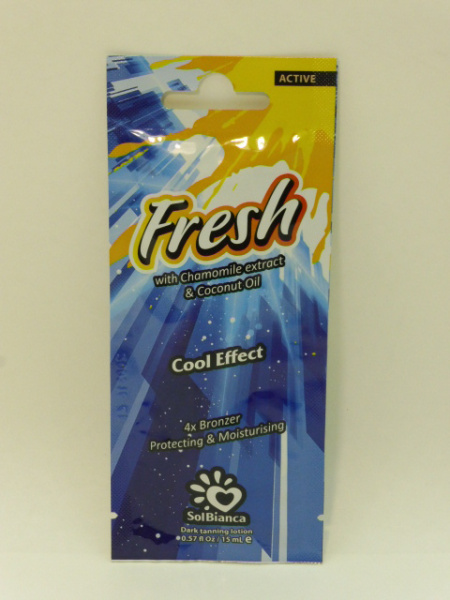 ACTIVE
Fresh
with Chamomile extract
& Coconut Oil
Cool Effect
4x Bronzer
Protecting & Moisturising
SolBianca
Dark tanning lotion
0.57 fl Oz / 15 mL e